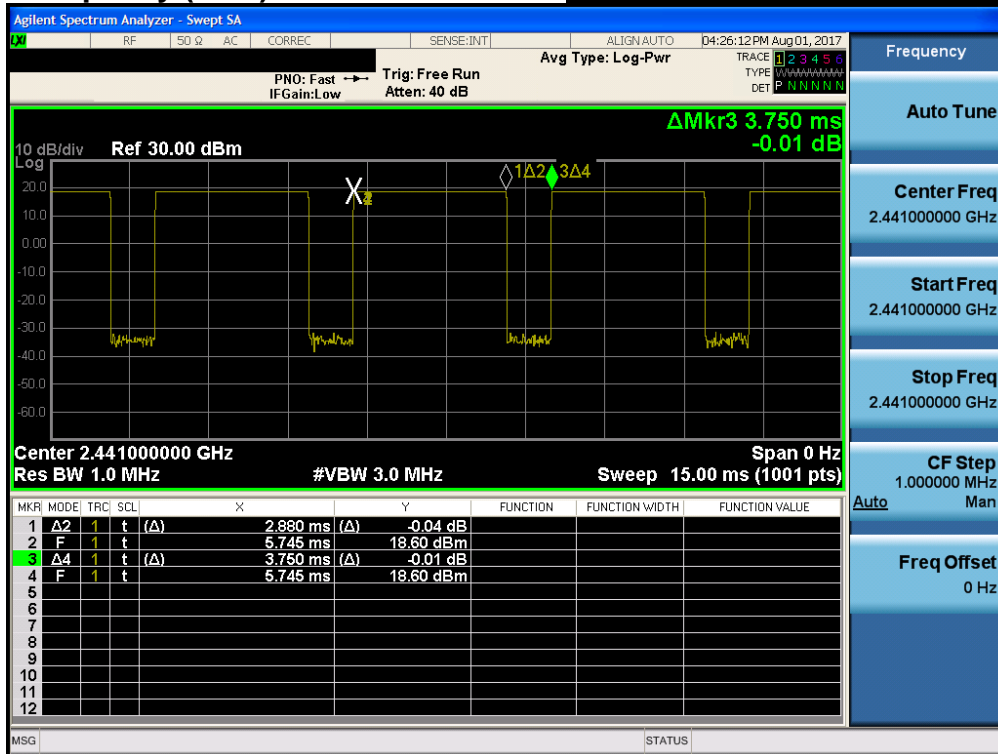 Agilent Spectrum Analyzer - Swept SA
LXI RF 50 Ω AC CORREC SENSE:INT ALIGN AUTO 04:26:12 PM Aug 01, 2017
Frequency
Avg Type: Log-Pwr
TRACE 1 2 3 4 5 6
PNO: Fast Trig: Free Run
TYPE W W W W W W
IFGain:Low Atten: 40 dB
DET P N N N N N
Auto Tune
ΔMkr3 3.750 ms
-0.01 dB
10 dB/div Ref 30.00 dBm
Log
1Δ2 3Δ4
20.0
10.0
0.00
-10.0
-20.0
-30.0
-40.0
-50.0
-60.0
Center Freq
2.441000000 GHz
Start Freq
2.441000000 GHz
Stop Freq
2.441000000 GHz
Center 2.441000000 GHz Span 0 Hz
Res BW 1.0 MHz #VBW 3.0 MHz Sweep 15.00 ms (1001 pts)
CF Step
1.000000 MHz
Auto Man
Freq Offset
0 Hz
MKR MODE TRC SCL X Y FUNCTION FUNCTION WIDTH FUNCTION VALUE
1 Δ2 1 t (Δ) 2.880 ms (Δ) -0.04 dB
2 F 1 t 5.745 ms 18.60 dBm
3 Δ4 1 t (Δ) 3.750 ms (Δ) -0.01 dB
4 F 1 t 5.745 ms 18.60 dBm
5
6
7
8
9
10
11
12
MSG STATUS